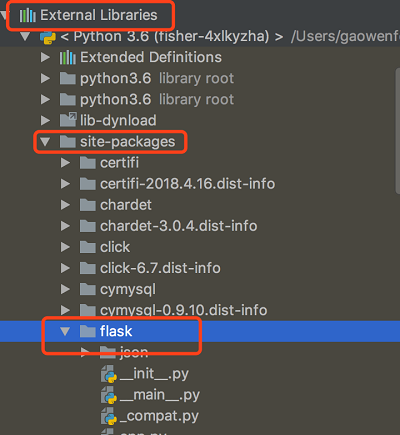 External Libraries
< Python 3.6 (fisher-4xlkyzha) > /Users/gaowenf
Extended Definitions
python3.6 library root
python3.6 library root
lib-dynload
site-packages
certifi
certifi-2018.4.16.dist-info
chardet
chardet-3.0.4.dist-info
click
click-6.7.dist-info
cymysql
cymysql-0.9.10.dist-info
flask
json
__init__.py
__main__.py
_compat.py
app.py